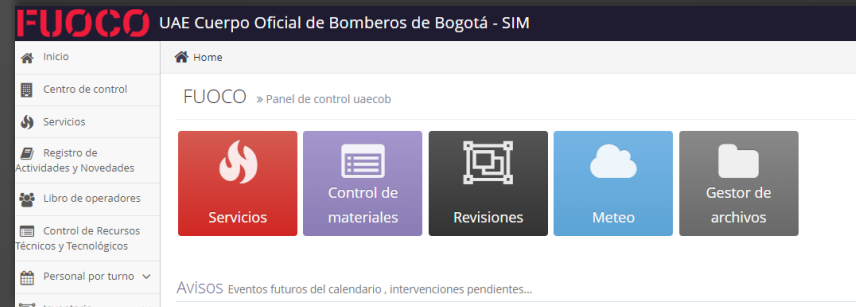 FUOCO UAE Cuerpo Oficial de Bomberos de Bogotá - SIM
Inicio
Centro de control
Servicios
Registro de
Actividades y Novedades
Libro de operadores
Control de Recursos
Técnicos y Tecnológicos
Personal por turno
Home
FUOCO » Panel de control uaecob
Servicios
Control de
materiales
Revisiones
Meteo
Gestor de
archivos
Avisos Eventos futuros del calendario , intervenciones pendientes...